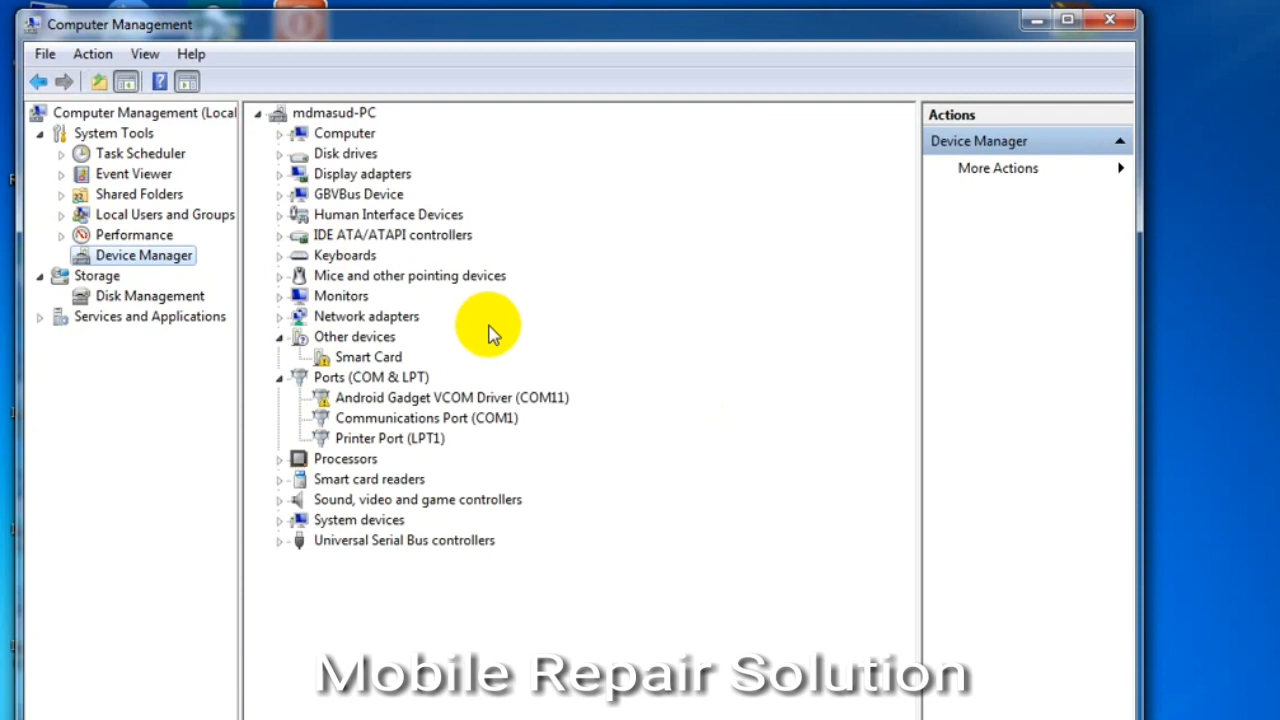 Computer Management
File Action View Help
Computer Management (Local
System Tools
Task Scheduler
Event Viewer
Shared Folders
Local Users and Groups
Performance
Device Manager
Storage
Disk Management
Services and Applications
mdmasud-PC
Computer
Disk drives
Display adapters
GBVBus Device
Human Interface Devices
IDE ATA/ATAPI controllers
Keyboards
Mice and other pointing devices
Monitors
Network adapters
Other devices
Smart Card
Ports (COM & LPT)
Android Gadget VCOM Driver (COM11)
Communications Port (COM1)
Printer Port (LPT1)
Processors
Smart card readers
Sound, video and game controllers
System devices
Universal Serial Bus controllers
Actions
Device Manager
More Actions
Mobile Repair Solution